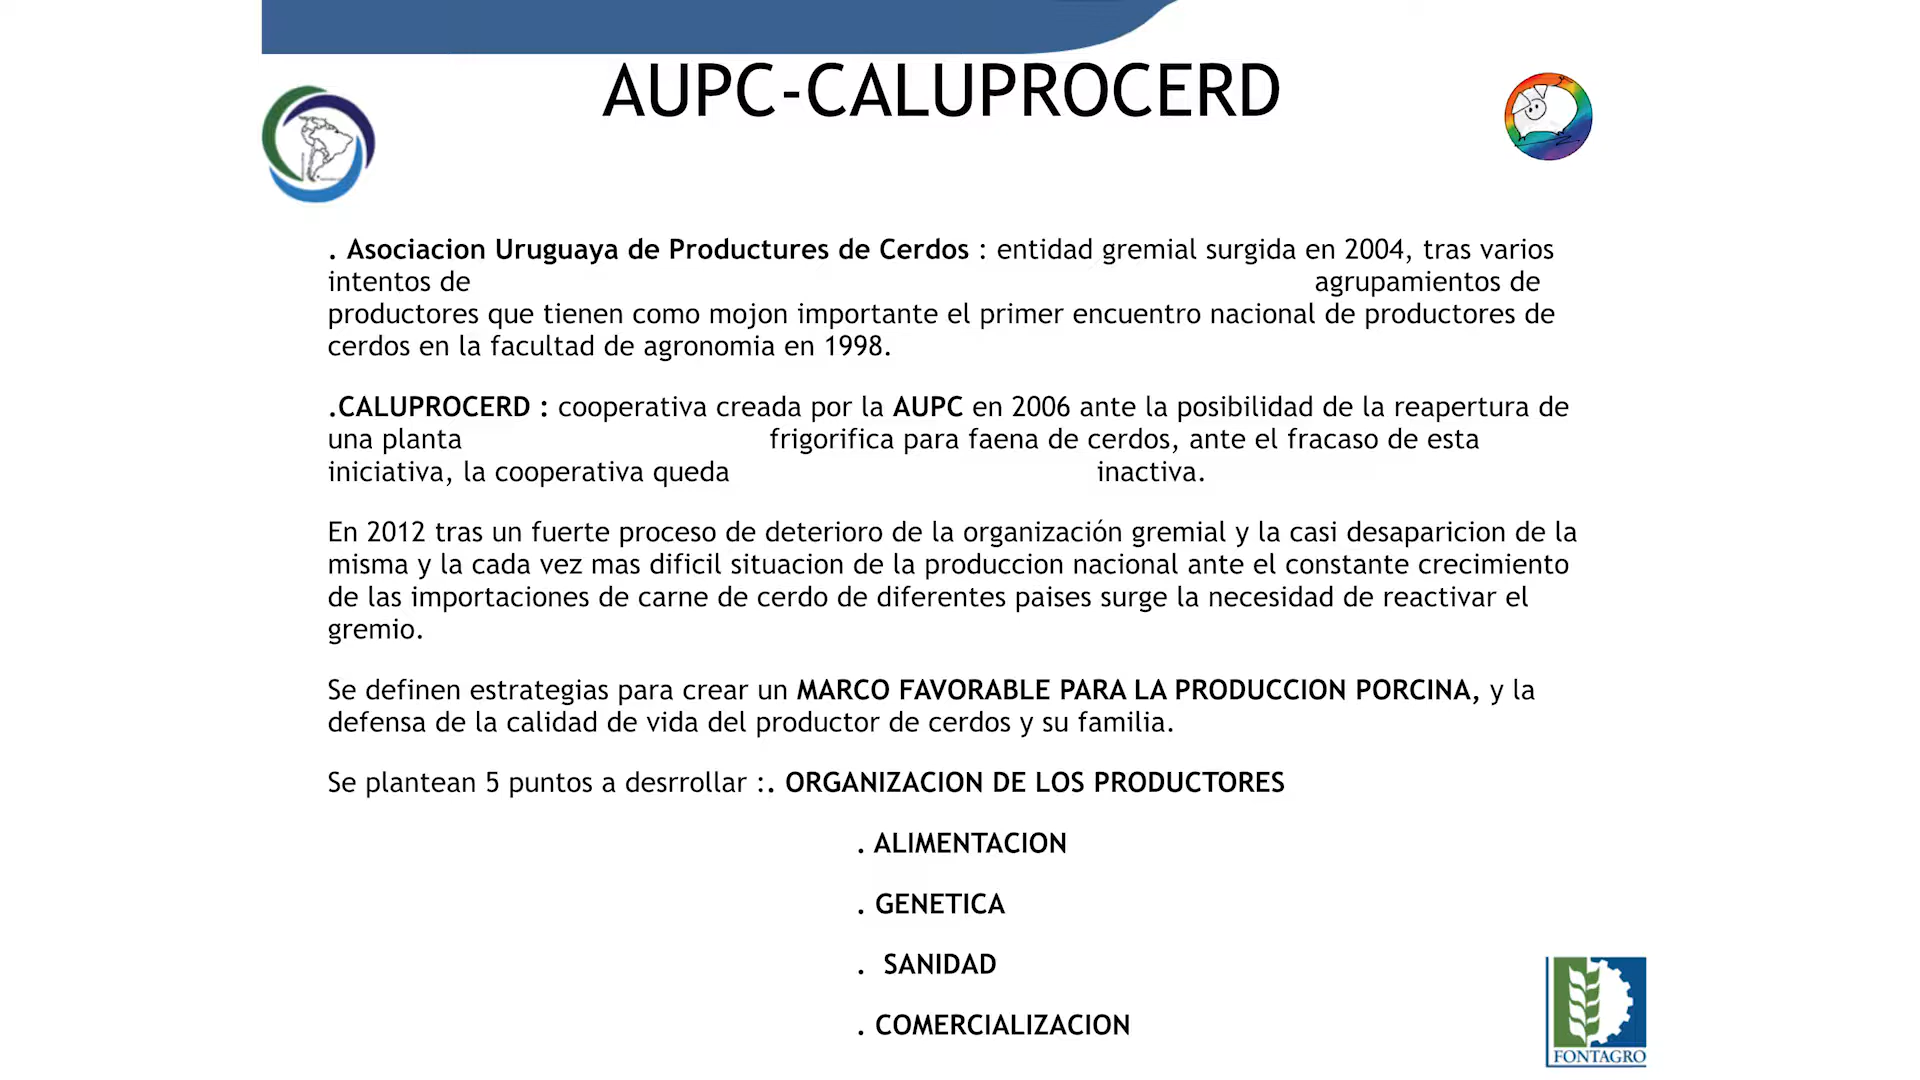 AUPC-CALUPROCERD
. Asociacion Uruguaya de Productures de Cerdos : entidad gremial surgida en 2004, tras varios
intentos de agrupamientos de
productores que tienen como mojon importante el primer encuentro nacional de productores de
cerdos en la facultad de agronomia en 1998.
.CALUPROCERD : cooperativa creada por la AUPC en 2006 ante la posibilidad de la reapertura de
una planta frigorifica para faena de cerdos, ante el fracaso de esta
iniciativa, la cooperativa queda inactiva.
En 2012 tras un fuerte proceso de deterioro de la organización gremial y la casi desaparicion de la
misma y la cada vez mas dificil situacion de la produccion nacional ante el constante crecimiento
de las importaciones de carne de cerdo de diferentes paises surge la necesidad de reactivar el
gremio.
Se definen estrategias para crear un MARCO FAVORABLE PARA LA PRODUCCION PORCINA, y la
defensa de la calidad de vida del productor de cerdos y su familia.
Se plantean 5 puntos a desrrollar :. ORGANIZACION DE LOS PRODUCTORES
. ALIMENTACION
. GENETICA
. SANIDAD
. COMERCIALIZACION
FONTAGRO